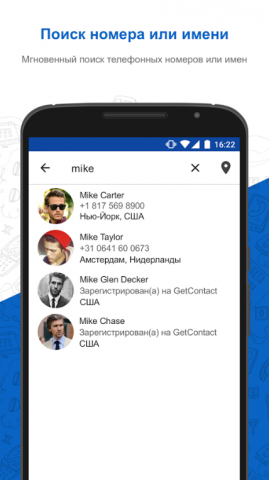 Поиск номера или имени
Мгновенный поиск телефонных номеров или имен
16:22
mike
Mike Carter
+1 817 569 8900
Нью-Йорк, США
Mike Taylor
+31 0641 60 0673
Амстердам, Нидерланды
Mike Glen Decker
Зарегистрирован(а) на GetContact
США
Mike Chase
Зарегистрирован(а) на GetContact
США